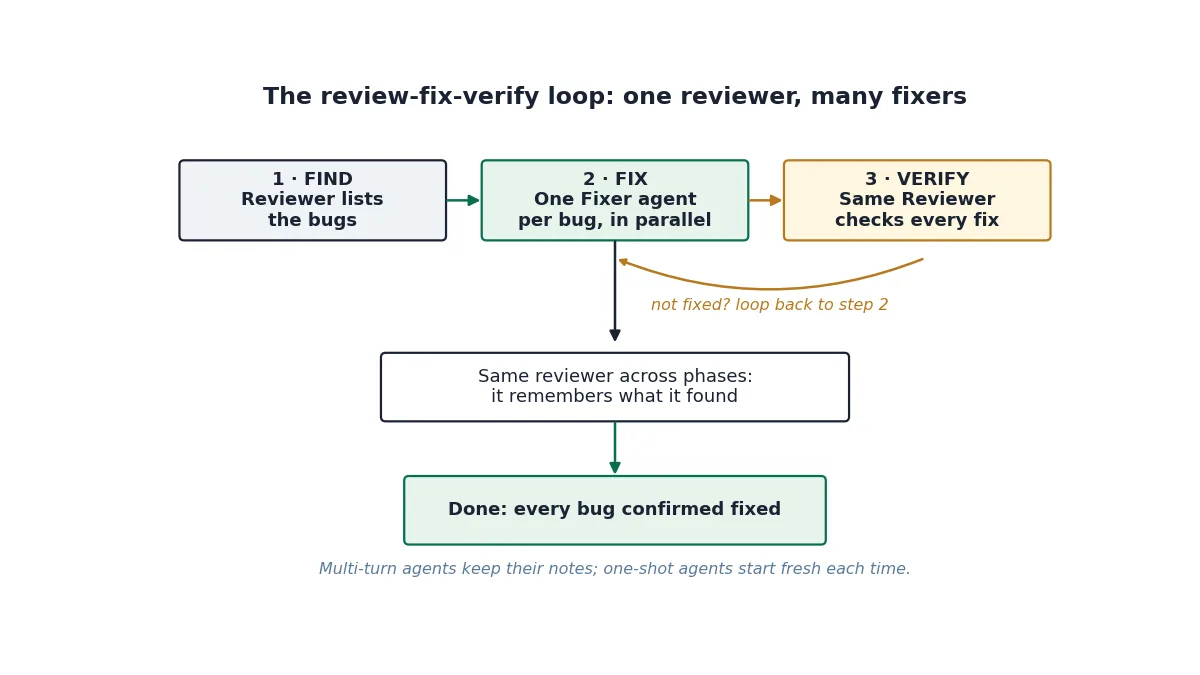 The review-fix-verify loop: one reviewer, many fixers
1 · FIND
Reviewer lists
the bugs
2 · FIX
One Fixer agent
per bug, in parallel
3 · VERIFY
Same Reviewer
checks every fix
not fixed? loop back to step 2
Same reviewer across phases:
it remembers what it found
Done: every bug confirmed fixed
Multi-turn agents keep their notes; one-shot agents start fresh each time.